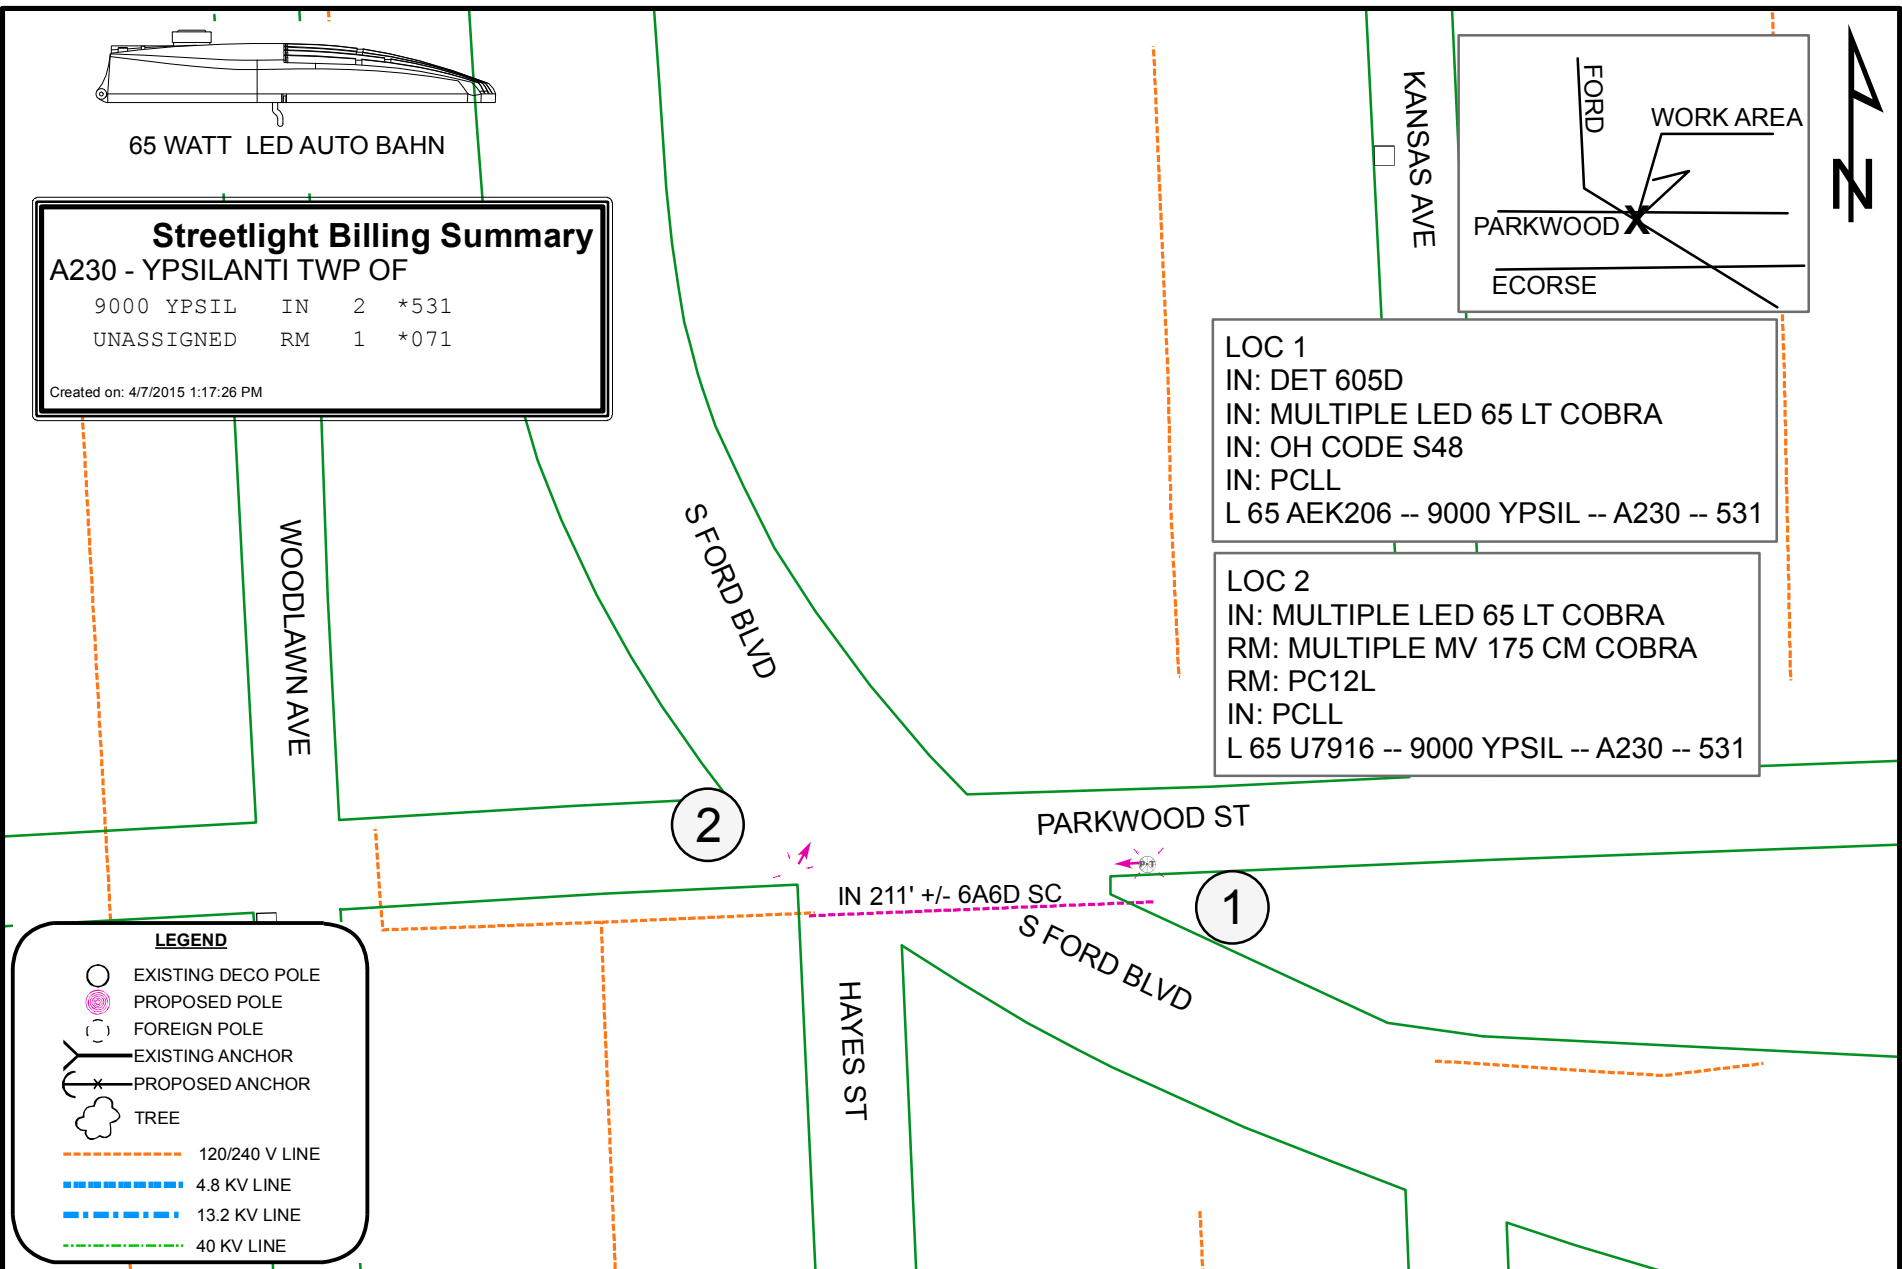 65 WATT  LED AUTO BAHN
Streetlight Billing Summary
A230 - YPSILANTI TWP OF
9000 YPSIL IN 2 *531
UNASSIGNED RM 1 *071
Created on: 4/7/2015 1:17:26 PM
KANSAS AVE
FORD
WORK AREA
PARKWOOD
X
ECORSE
N
LOC 1
IN: DET 605D
IN: MULTIPLE LED 65 LT COBRA
IN: OH CODE S48
IN: PCLL
L 65 AEK206 -- 9000 YPSIL -- A230 -- 531
LOC 2
IN: MULTIPLE LED 65 LT COBRA
RM: MULTIPLE MV 175 CM COBRA
RM: PC12L
IN: PCLL
L 65 U7916 -- 9000 YPSIL -- A230 -- 531
WOODLAWN AVE
S FORD BLVD
2
PARKWOOD ST
IN 211' +/- 6A6D SC
1
S FORD BLVD
HAYES ST
LEGEND
EXISTING DECO POLE
PROPOSED POLE
FOREIGN POLE
EXISTING ANCHOR
PROPOSED ANCHOR
TREE
120/240 V LINE
4.8 KV LINE
13.2 KV LINE
40 KV LINE